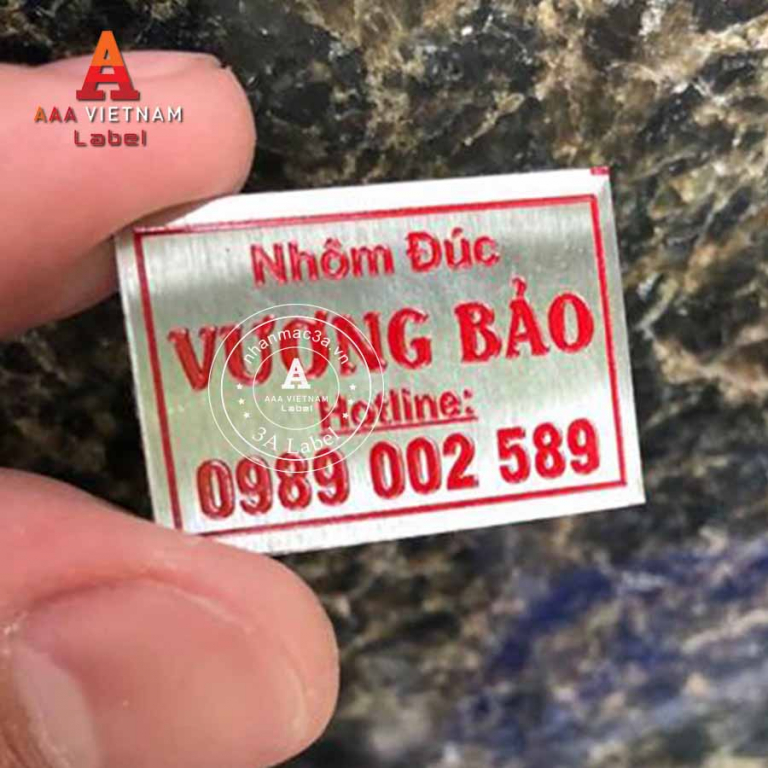 A
AAA VIETNAM
Label
Nhôm Đúc
VƯƠNG BẢO
Hotline:
0989 002 589
nhanmac3a.vn
A
AAA VIETNAM
Label
3A Label